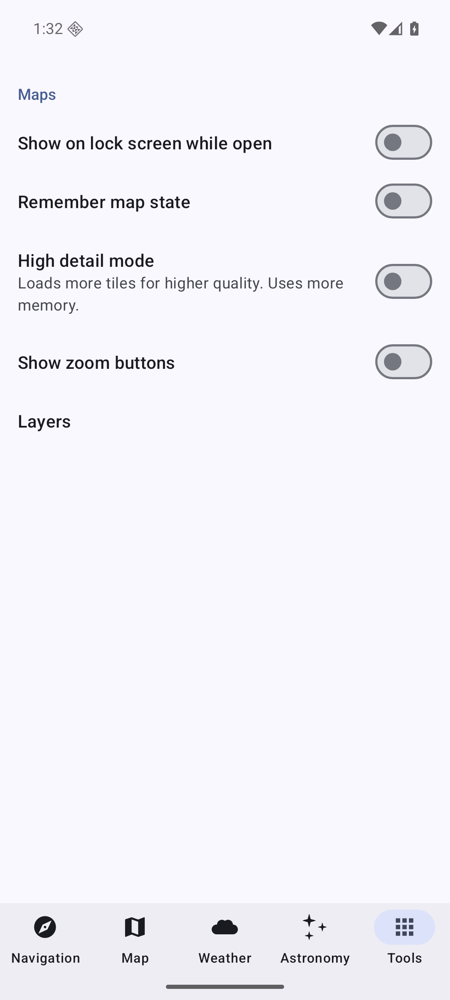 1:32
Maps
Show on lock screen while open
Remember map state
High detail mode
Loads more tiles for higher quality. Uses more
memory.
Show zoom buttons
Layers
Navigation
Map
Weather
Astronomy
Tools